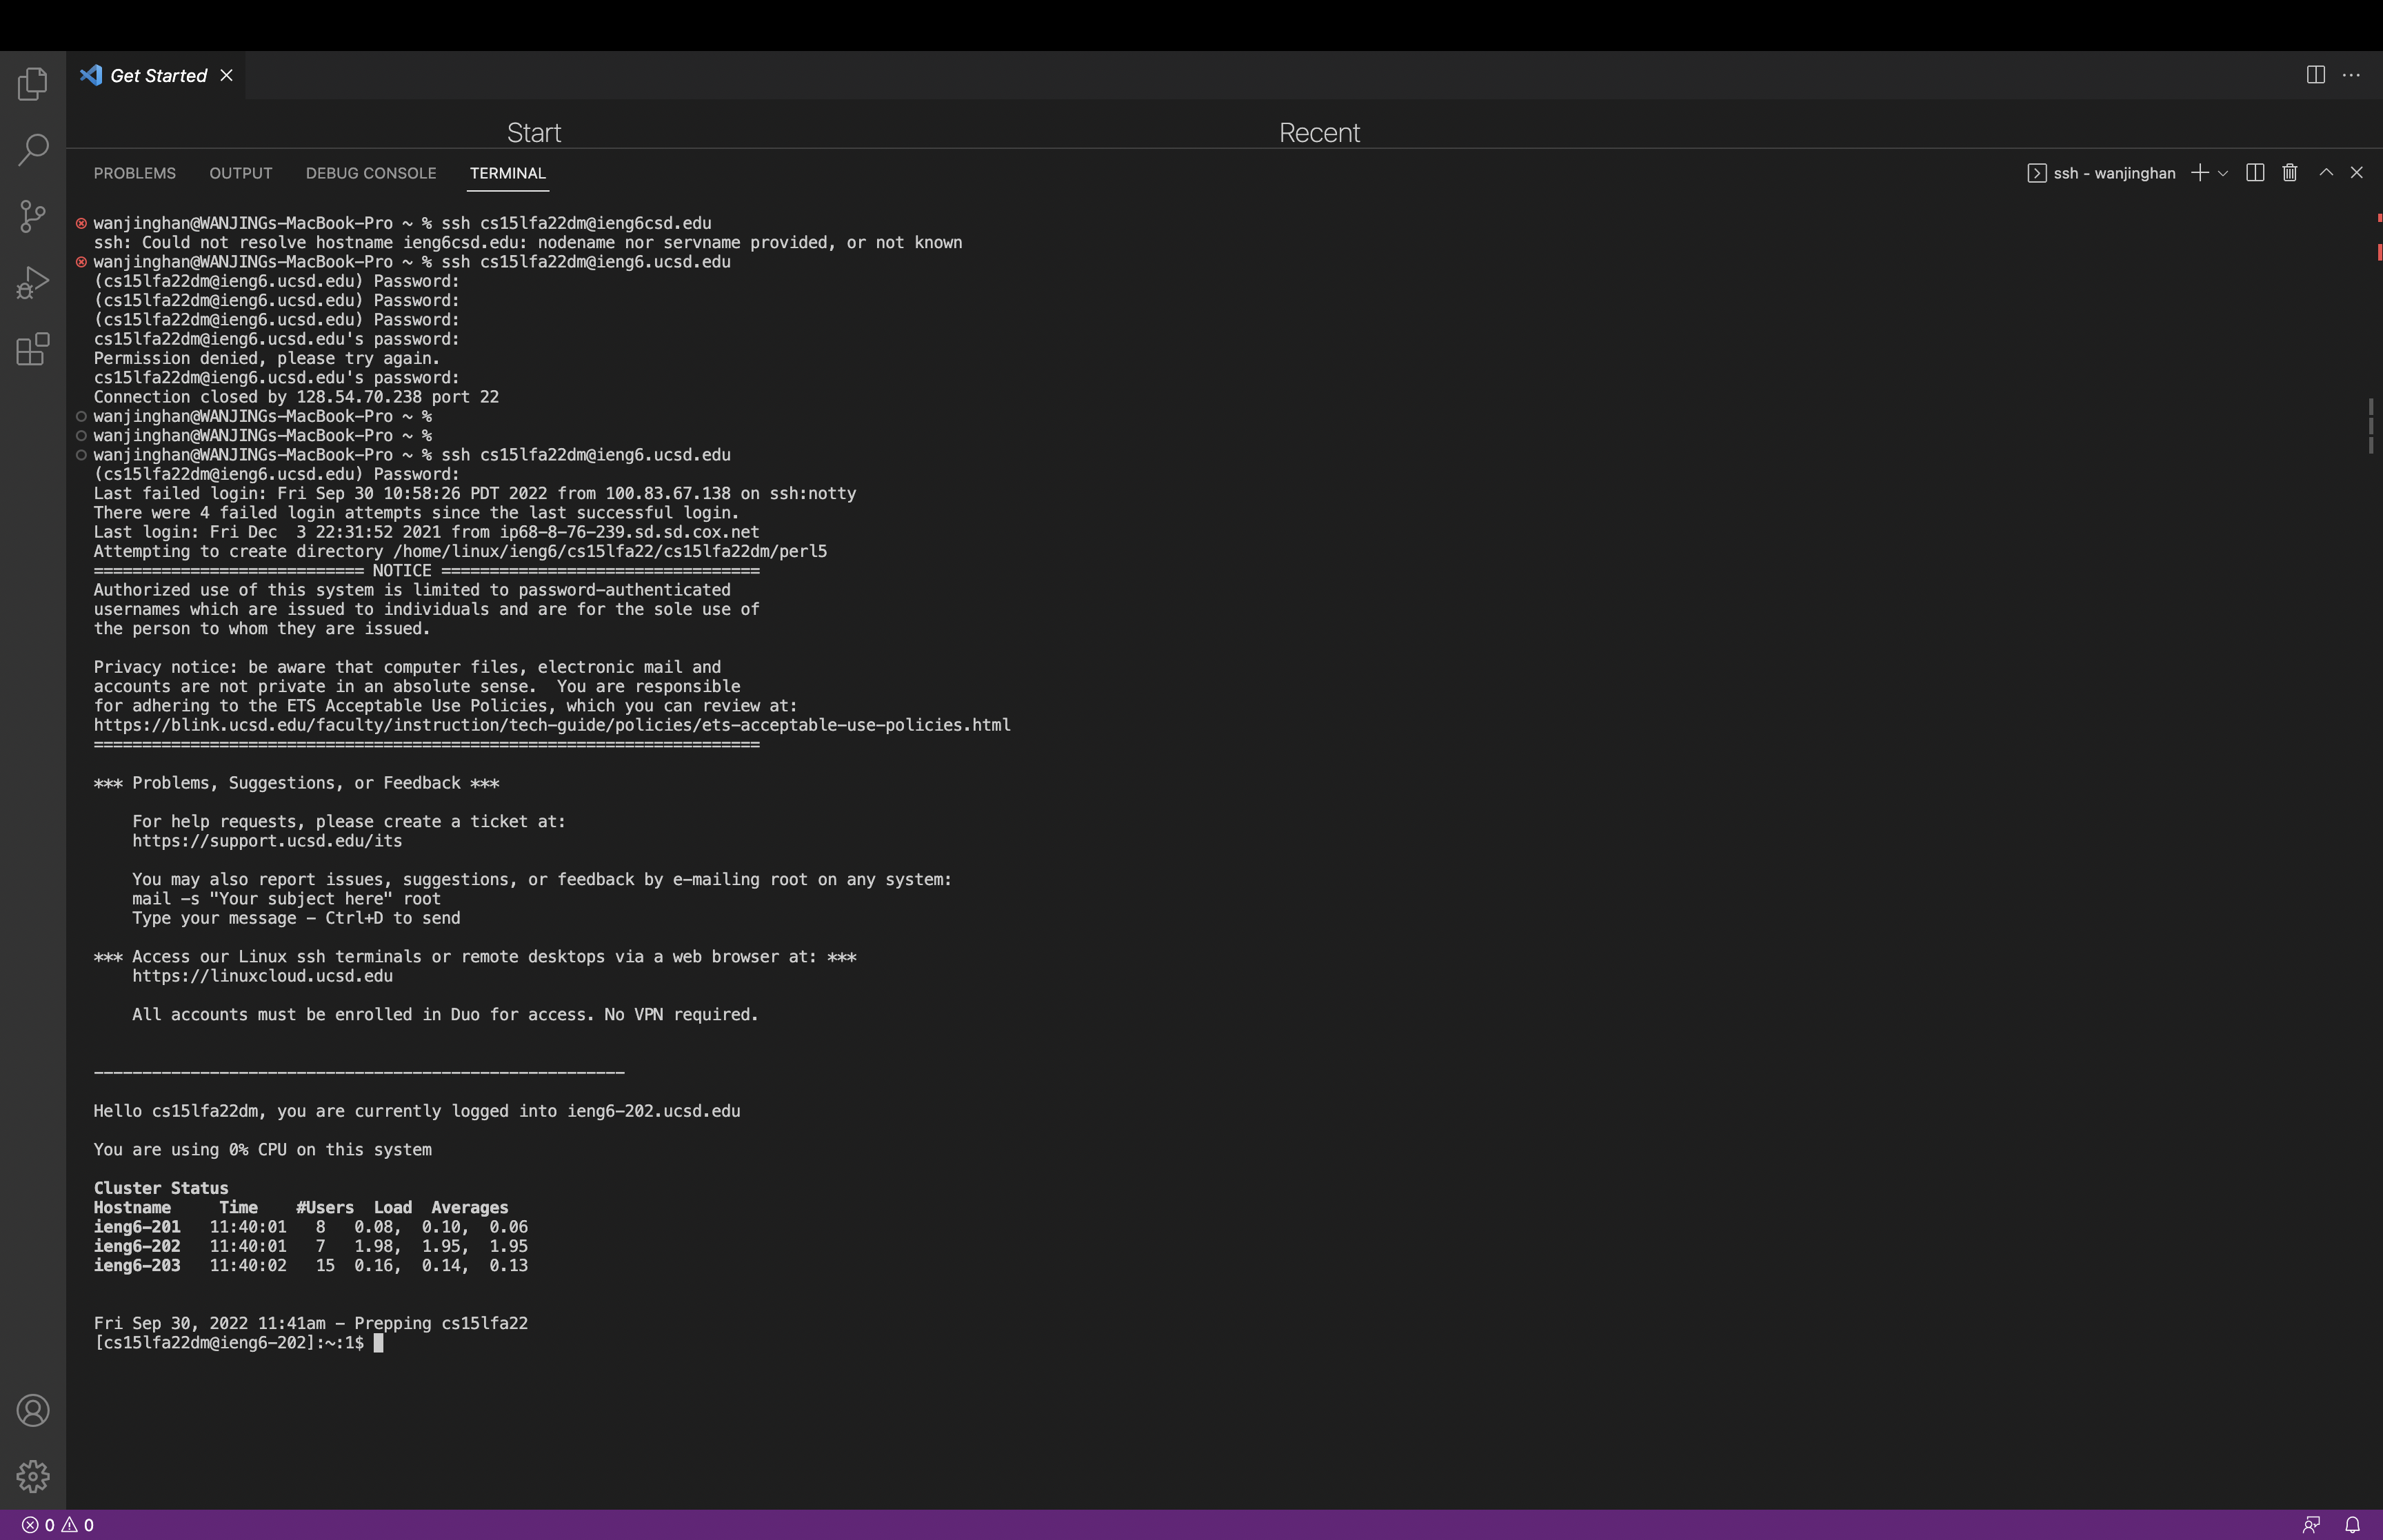 Get Started
Start Recent
PROBLEMS OUTPUT DEBUG CONSOLE TERMINAL ssh - wanjinghan
wanjinghan@WANJINGs-MacBook-Pro ~ % ssh cs15lfa22dm@ieng6csd.edu
ssh: Could not resolve hostname ieng6csd.edu: nodename nor servname provided, or not known
wanjinghan@WANJINGs-MacBook-Pro ~ % ssh cs15lfa22dm@ieng6.ucsd.edu
(cs15lfa22dm@ieng6.ucsd.edu) Password:
(cs15lfa22dm@ieng6.ucsd.edu) Password:
(cs15lfa22dm@ieng6.ucsd.edu) Password:
cs15lfa22dm@ieng6.ucsd.edu's password:
Permission denied, please try again.
cs15lfa22dm@ieng6.ucsd.edu's password:
Connection closed by 128.54.70.238 port 22
wanjinghan@WANJINGs-MacBook-Pro ~ %
wanjinghan@WANJINGs-MacBook-Pro ~ %
wanjinghan@WANJINGs-MacBook-Pro ~ % ssh cs15lfa22dm@ieng6.ucsd.edu
(cs15lfa22dm@ieng6.ucsd.edu) Password:
Last failed login: Fri Sep 30 10:58:26 PDT 2022 from 100.83.67.138 on ssh:notty
There were 4 failed login attempts since the last successful login.
Last login: Fri Dec  3 22:31:52 2021 from ip68-8-76-239.sd.sd.cox.net
Attempting to create directory /home/linux/ieng6/cs15lfa22/cs15lfa22dm/perl5
============================ NOTICE =================================
Authorized use of this system is limited to password-authenticated
usernames which are issued to individuals and are for the sole use of
the person to whom they are issued.
Privacy notice: be aware that computer files, electronic mail and
accounts are not private in an absolute sense.  You are responsible
for adhering to the ETS Acceptable Use Policies, which you can review at:
https://blink.ucsd.edu/faculty/instruction/tech-guide/policies/ets-acceptable-use-policies.html
=====================================================================
*** Problems, Suggestions, or Feedback ***
For help requests, please create a ticket at:
https://support.ucsd.edu/its
You may also report issues, suggestions, or feedback by e-mailing root on any system:
mail -s "Your subject here" root
Type your message - Ctrl+D to send
*** Access our Linux ssh terminals or remote desktops via a web browser at: ***
https://linuxcloud.ucsd.edu
All accounts must be enrolled in Duo for access. No VPN required.
-------------------------------------------------------
Hello cs15lfa22dm, you are currently logged into ieng6-202.ucsd.edu
You are using 0% CPU on this system
Cluster Status
Hostname     Time    #Users  Load  Averages
ieng6-201   11:40:01   8   0.08,  0.10,  0.06
ieng6-202   11:40:01   7   1.98,  1.95,  1.95
ieng6-203   11:40:02   15  0.16,  0.14,  0.13
Fri Sep 30, 2022 11:41am - Prepping cs15lfa22
[cs15lfa22dm@ieng6-202]:~:1$
0 0